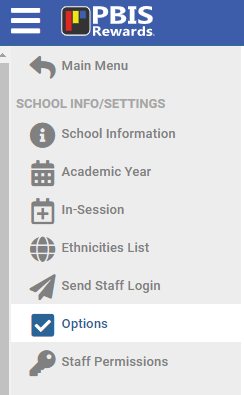 PBIS
Rewards.
Main Menu
SCHOOL INFO/SETTINGS
School Information
Academic Year
In-Session
Ethnicities List
Send Staff Login
Options
Staff Permissions